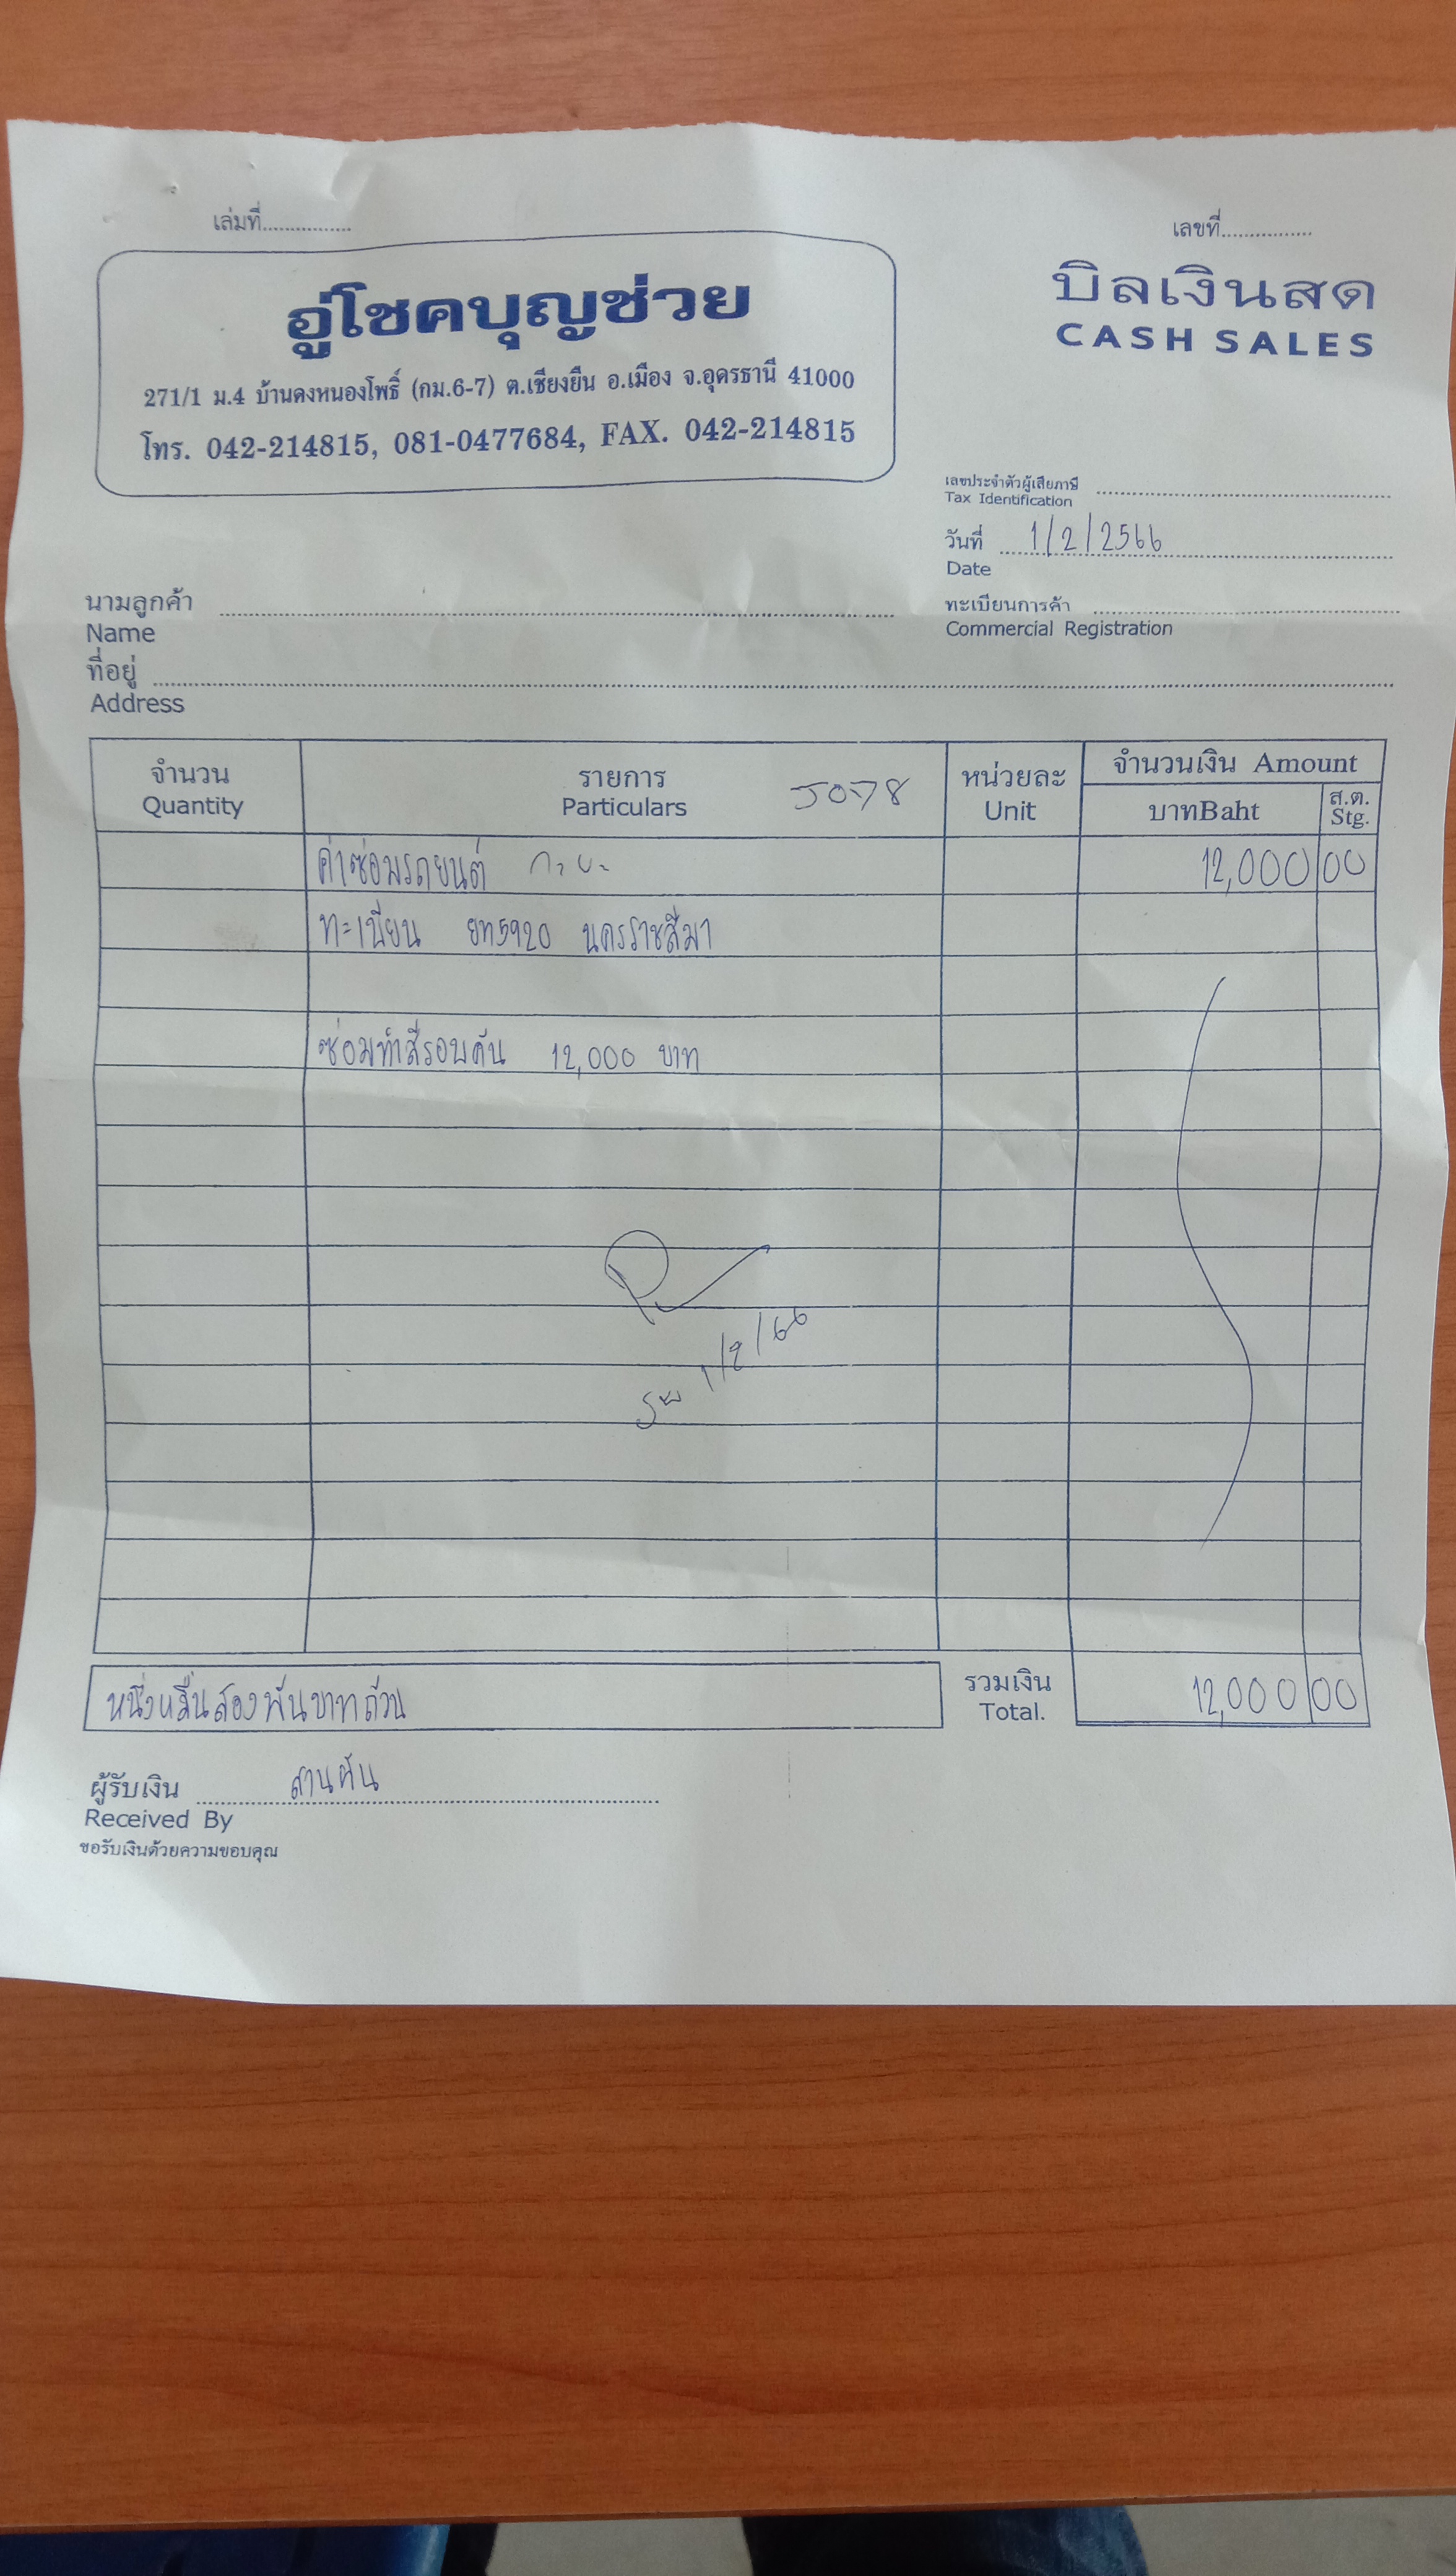 เล่มที่................
เลขที่................
อู่โชคบุญช่วย
271/1 ม.4 บ้านดงหนองโพธิ์ (กม.6-7) ต.เชียงยืน อ.เมือง จ.อุดรธานี 41000
โทร. 042-214815, 081-0477684, FAX. 042-214815
บิลเงินสด
CASH SALES
เลขประจำตัวผู้เสียภาษี
Tax Identification
วันที่ 1/2/2566
Date
นามลูกค้า
Name
ทะเบียนการค้า
Commercial Registration
ที่อยู่
Address
จำนวน
Quantity
รายการ
Particulars
หน่วยละ
Unit
จำนวนเงิน Amount
บาทBaht
ส.ต.
Stg.
ค่าซ่อมรถยนต์ 12,000 00
ทะเบียน 5920 นครราชสีมา
ซ่อมทำสีรอบคัน 12,000 บาท
1/2/66
หนึ่งหมื่นสองพันบาทถ้วน
รวมเงิน 12,000 00
Total.
ผู้รับเงิน
Received By
ขอรับเงินด้วยความขอบคุณ